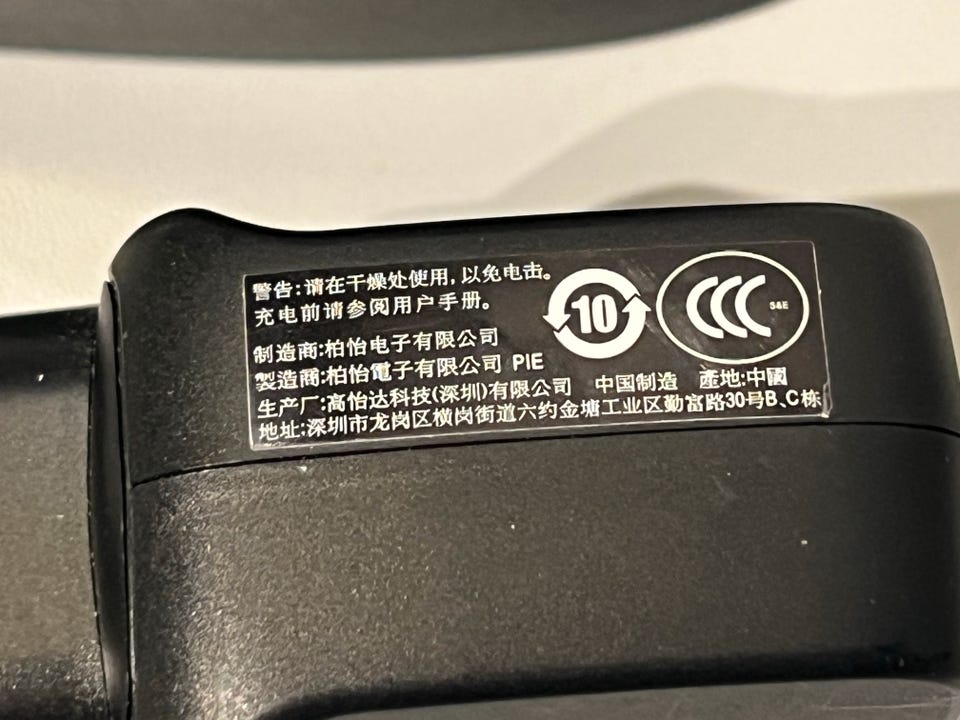 警告:请在干燥处使用,以免电击。
充电前请参阅用户手册。
10
CCC S&E
制造商:柏怡电子有限公司
製造商:柏怡電子有限公司 PIE
生产厂:高怡达科技(深圳)有限公司 中国制造 產地:中國
地址:深圳市龙岗区横岗街道六约金塘工业区勤富路30号B、C栋